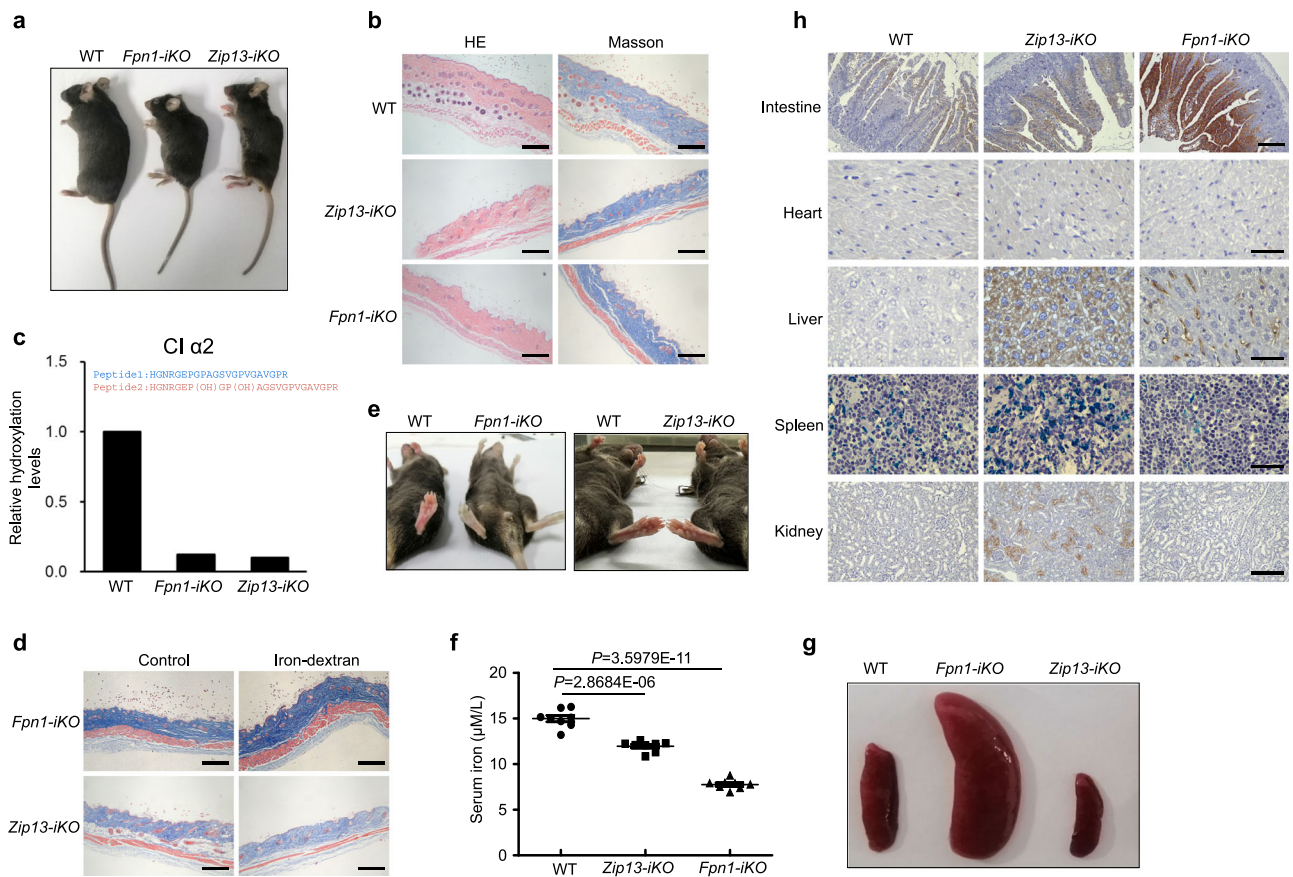 a
WT Fpn1-iKO Zip13-iKO
b
HE Masson
WT
Zip13-iKO
Fpn1-iKO
c
CI α2
1.5
Peptide1:HGNRGEPGPAGSVGPVGAVGPR
Peptide2:HGNRGEP(OH)GP(OH)AGSVGPVGAVGPR
1.0
0.5
0.0
Relative hydroxylation
levels
WT Fpn1-iKO Zip13-iKO
d
Control Iron-dextran
Fpn1-iKO
Zip13-iKO
e
WT Fpn1-iKO WT Zip13-iKO
f
P=3.5979E-11
P=2.8684E-06
20
15
10
5
0
Serum iron (μM/L)
WT Zip13-iKO Fpn1-iKO
g
WT Fpn1-iKO Zip13-iKO
h
WT Zip13-iKO Fpn1-iKO
Intestine
Heart
Liver
Spleen
Kidney